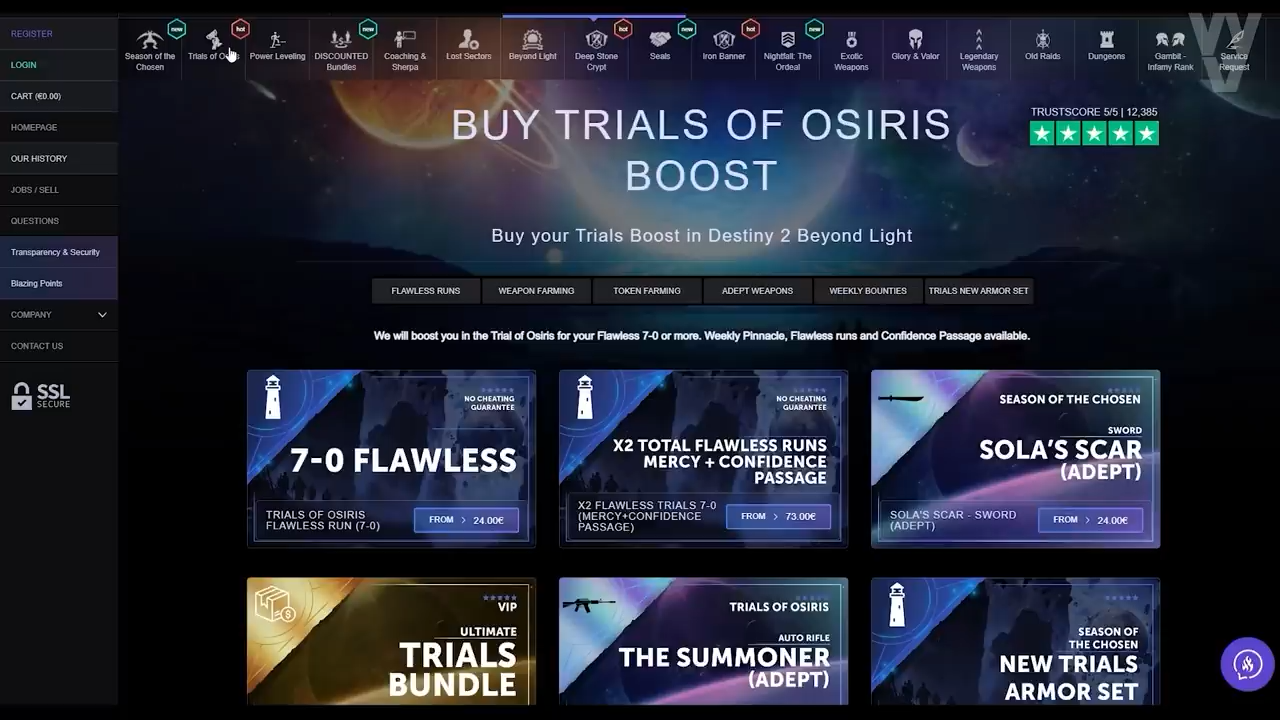 REGISTER
LOGIN
CART (€0.00)
HOMEPAGE
OUR HISTORY
JOBS / SELL
QUESTIONS
Transparency & Security
Blazing Points
COMPANY
CONTACT US
SSL
SECURE
new
Season of the
Chosen
hot
Trials of
Power Leveling
new
DISCOUNTED
Bundles
Coaching &
Sherpa
Lost Sectors
Beyond Light
hot
Deep Stone
Crypt
new
Seals
hot
Iron Banner
new
Nightfall: The
Ordeal
Exotic
Weapons
Glory & Valor
Legendary
Weapons
Old Raids
Dungeons
Gambit -
Infamy Rank
Service
Request
BUY TRIALS OF OSIRIS
BOOST
TRUSTSCORE 5/5 | 12,385
Buy your Trials Boost in Destiny 2 Beyond Light
FLAWLESS RUNS
WEAPON FARMING
TOKEN FARMING
ADEPT WEAPONS
WEEKLY BOUNTIES
TRIALS NEW ARMOR SET
We will boost you in the Trial of Osiris for your Flawless 7-0 or more. Weekly Pinnacle, Flawless runs and Confidence Passage available.
NO CHEATING
GUARANTEE
7-0 FLAWLESS
TRIALS OF OSIRIS
FLAWLESS RUN (7-0)
FROM > 24.00€
NO CHEATING
GUARANTEE
X2 TOTAL FLAWLESS RUNS
MERCY + CONFIDENCE
PASSAGE
X2 FLAWLESS TRIALS 7-0
(MERCY+CONFIDENCE
PASSAGE)
FROM > 73.00€
SEASON OF THE CHOSEN
SWORD
SOLA'S SCAR
(ADEPT)
SOLA'S SCAR - SWORD
(ADEPT)
FROM > 24.00€
VIP
ULTIMATE
TRIALS
BUNDLE
TRIALS OF OSIRIS
AUTO RIFLE
THE SUMMONER
(ADEPT)
SEASON OF
THE CHOSEN
NEW TRIALS
ARMOR SET